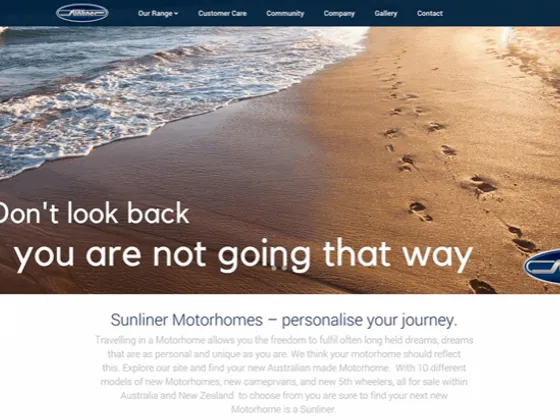 Sunliner
Our Range Customer Care Community Company Gallery Contact
Don't look back
you are not going that way
Sunliner Motorhomes – personalise your journey.
Travelling in a Motorhome allows you the freedom to fulfil often long held dreams, dreams
that are as personal and unique as you are. We think your motorhome should reflect
this. Explore our site and find your new Australian made Motorhome. With 10 different
models of new Motorhomes, new cameprvans, and new 5th wheelers, all for sale within
Australia and New Zealand to choose from you are sure to find your next new
Motorhome is a Sunliner.